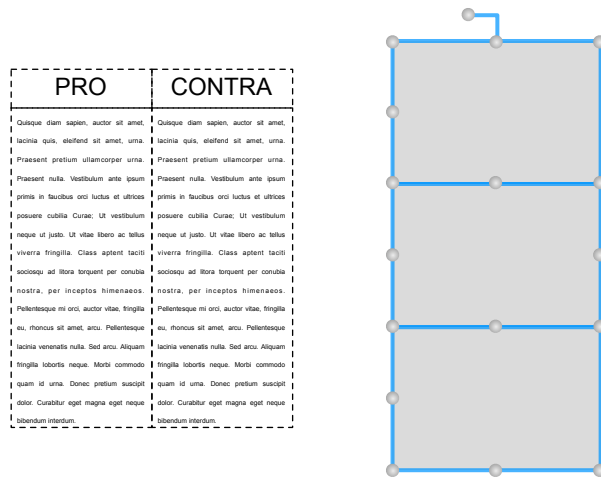 PRO
CONTRA
Quisque diam sapien, auctor sit amet,
lacinia quis, eleifend sit amet, urna.
Praesent pretium ullamcorper urna.
Praesent nulla. Vestibulum ante ipsum
primis in faucibus orci luctus et ultrices
posuere cubilia Curae; Ut vestibulum
neque ut justo. Ut vitae libero ac tellus
viverra fringilla. Class aptent taciti
sociosqu ad litora torquent per conubia
nostra, per inceptos himenaeos.
Pellentesque mi orci, auctor vitae, fringilla
eu, rhoncus sit amet, arcu. Pellentesque
lacinia venenatis nulla. Sed arcu. Aliquam
fringilla lobortis neque. Morbi commodo
quam id urna. Donec pretium suscipit
dolor. Curabitur eget magna eget neque
bibendum interdum.
Quisque diam sapien, auctor sit amet,
lacinia quis, eleifend sit amet, urna.
Praesent pretium ullamcorper urna.
Praesent nulla. Vestibulum ante ipsum
primis in faucibus orci luctus et ultrices
posuere cubilia Curae; Ut vestibulum
neque ut justo. Ut vitae libero ac tellus
viverra fringilla. Class aptent taciti
sociosqu ad litora torquent per conubia
nostra, per inceptos himenaeos.
Pellentesque mi orci, auctor vitae, fringilla
eu, rhoncus sit amet, arcu. Pellentesque
lacinia venenatis nulla. Sed arcu. Aliquam
fringilla lobortis neque. Morbi commodo
quam id urna. Donec pretium suscipit
dolor. Curabitur eget magna eget neque
bibendum interdum.